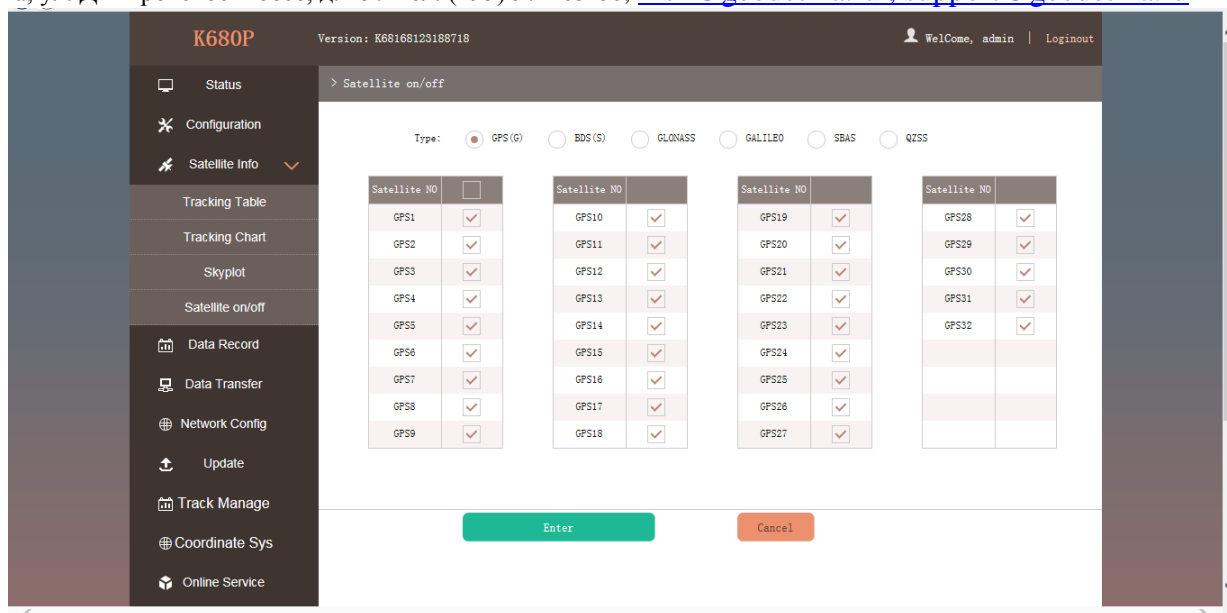 K680P
Version: K68168123188718
WelCome, admin | Loginout
Status
Configuration
Satellite Info
Tracking Table
Tracking Chart
Skyplot
Satellite on/off
Data Record
Data Transfer
Network Config
Update
Track Manage
Coordinate Sys
Online Service
> Satellite on/off
Type: GPS(G) BDS(S) GLONASS GALILEO SBAS QZSS
Satellite NO Satellite NO Satellite NO Satellite NO
GPS1 GPS10 GPS19 GPS28
GPS2 GPS11 GPS20 GPS29
GPS3 GPS12 GPS21 GPS30
GPS4 GPS13 GPS22 GPS31
GPS5 GPS14 GPS23 GPS32
GPS6 GPS15 GPS24
GPS7 GPS16 GPS25
GPS8 GPS17 GPS26
GPS9 GPS18 GPS27
Enter Cancel